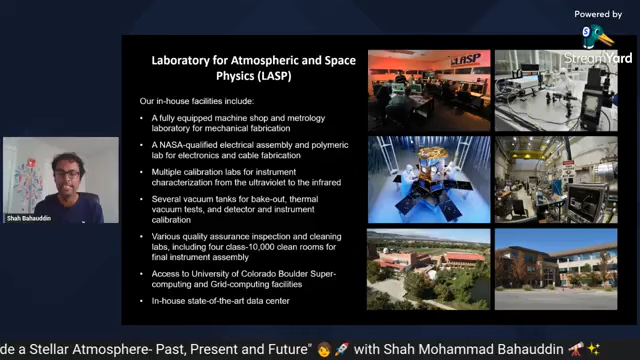 Powered by
StreamYard
Laboratory for Atmospheric and Space
Physics (LASP)
Our in-house facilities include:
• A fully equipped machine shop and metrology
laboratory for mechanical fabrication
• A NASA-qualified electrical assembly and polymeric
lab for electronics and cable fabrication
• Multiple calibration labs for instrument
characterization from the ultraviolet to the infrared
• Several vacuum tanks for bake-out, thermal
vacuum tests, and detector and instrument
calibration
• Various quality assurance inspection and cleaning
labs, including four class-10,000 clean rooms for
final instrument assembly
• Access to University of Colorado Boulder Super-
computing and Grid-computing facilities
• In-house state-of-the-art data center
LASP
Shah Bahauddin
de a Stellar Atmosphere- Past, Present and Future" 🧑🚀 with Shah Mohammad Bahauddin 🔭✨